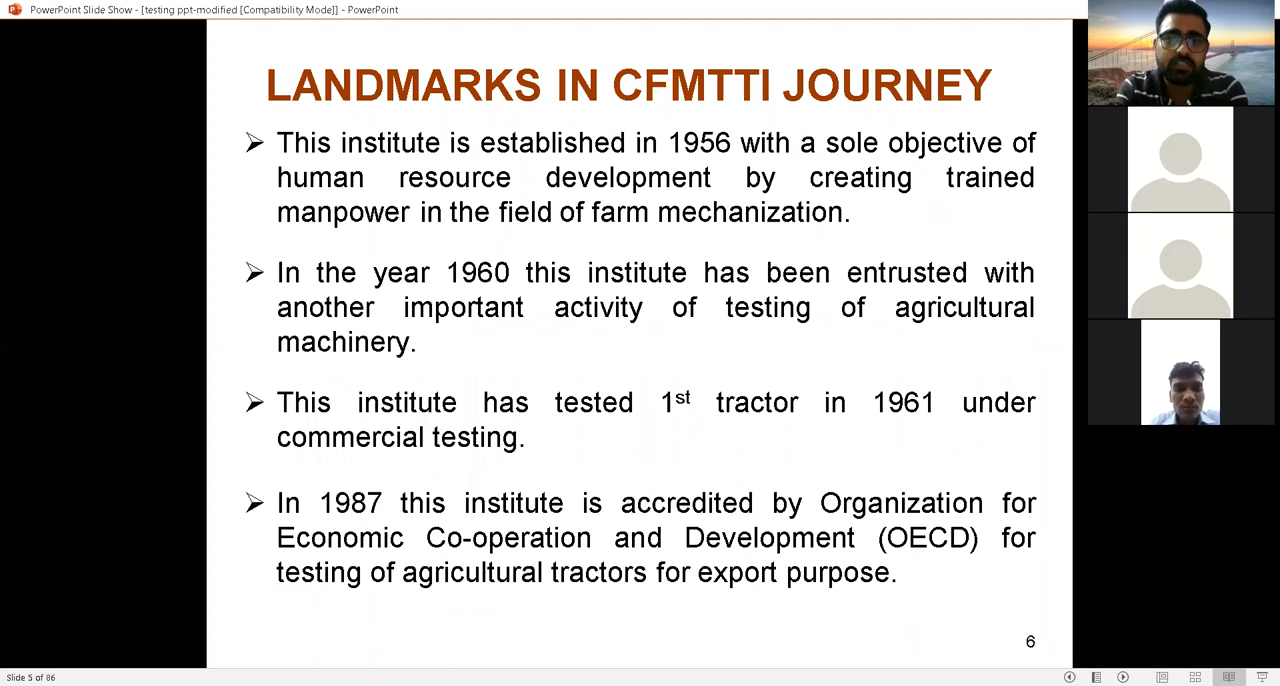 PowerPoint Slide Show - [testing ppt-modified [Compatibility Mode]] - PowerPoint
LANDMARKS IN CFMTTI JOURNEY
➢ This institute is established in 1956 with a sole objective of
human resource development by creating trained
manpower in the field of farm mechanization.
➢ In the year 1960 this institute has been entrusted with
another important activity of testing of agricultural
machinery.
➢ This institute has tested 1st tractor in 1961 under
commercial testing.
➢ In 1987 this institute is accredited by Organization for
Economic Co-operation and Development (OECD) for
testing of agricultural tractors for export purpose.
6
Slide 5 of 86